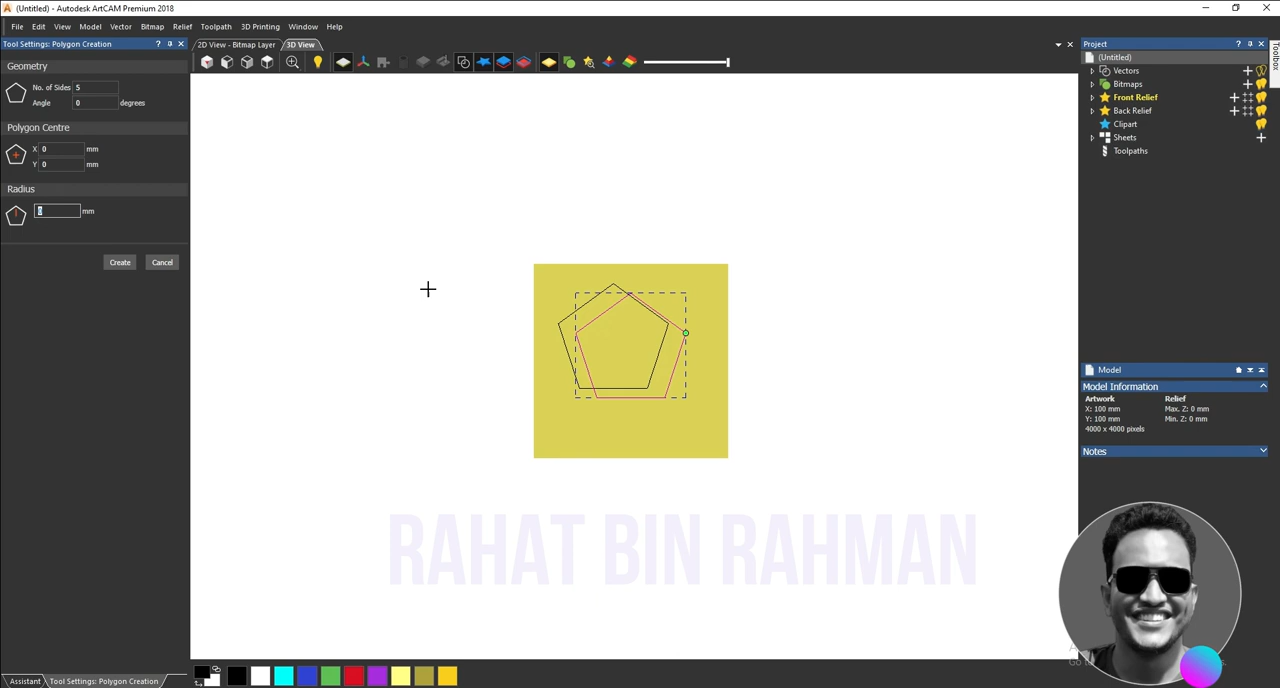 (Untitled) - Autodesk ArtCAM Premium 2018
File Edit View Model Vector Bitmap Relief Toolpath 3D Printing Window Help
Tool Settings: Polygon Creation
2D View - Bitmap Layer 3D View
Geometry
No. of Sides 5
Angle 0 degrees
Polygon Centre
X 0 mm
Y 0 mm
Radius
mm
Create Cancel
Project
(Untitled)
Vectors
Bitmaps
Front Relief
Back Relief
Clipart
Sheets
Toolpaths
Toolbox
Model
Model Information
Artwork Relief
X: 100 mm Max. Z: 0 mm
Y: 100 mm Min. Z: 0 mm
4000 x 4000 pixels
Notes
RAHAT BIN RAHMAN
Assistant Tool Settings: Polygon Creation